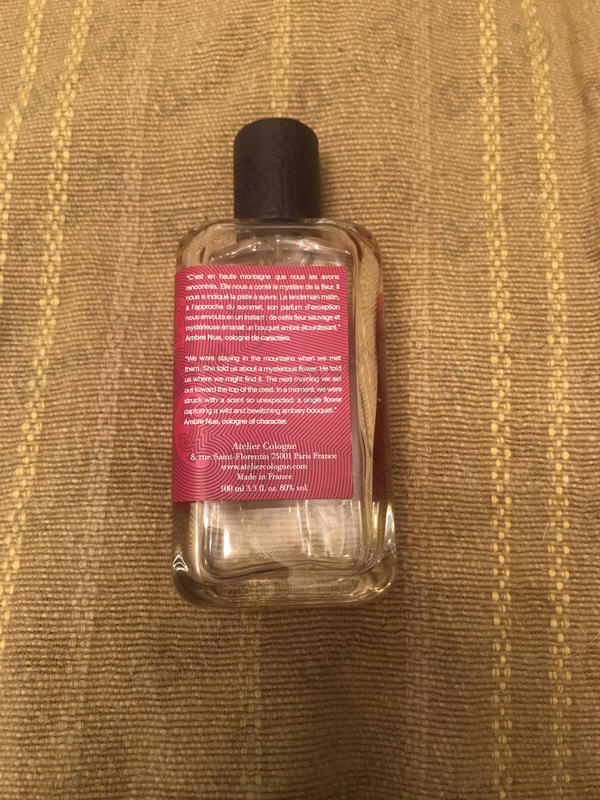 "C'est en haute montagne que nous les avons
rencontrés. Elle nous a conté le mystère de la fleur. Il
nous a indiqué la piste à suivre. Le lendemain matin,
à l'approche du sommet, son parfum d'exception
nous envouta en un instant : de cette fleur sauvage et
mystérieuse émanait un bouquet ambré étourdissant."
Ambre Nue, cologne de caractère.
"We were staying in the mountains when we met
them. She told us about a mysterious flower. He told
us where we might find it. The next morning we set
out toward the top of the crest. In a moment, we were
struck with a scent so unexpected: a single flower
capturing a wild and bewitching ambery bouquet."
Ambre Nue, cologne of character.
Atelier Cologne
8, rue Saint-Florentin 75001 Paris France
www.ateliercologne.com
Made in France
100 ml 3.3 fl. oz. 80% vol.